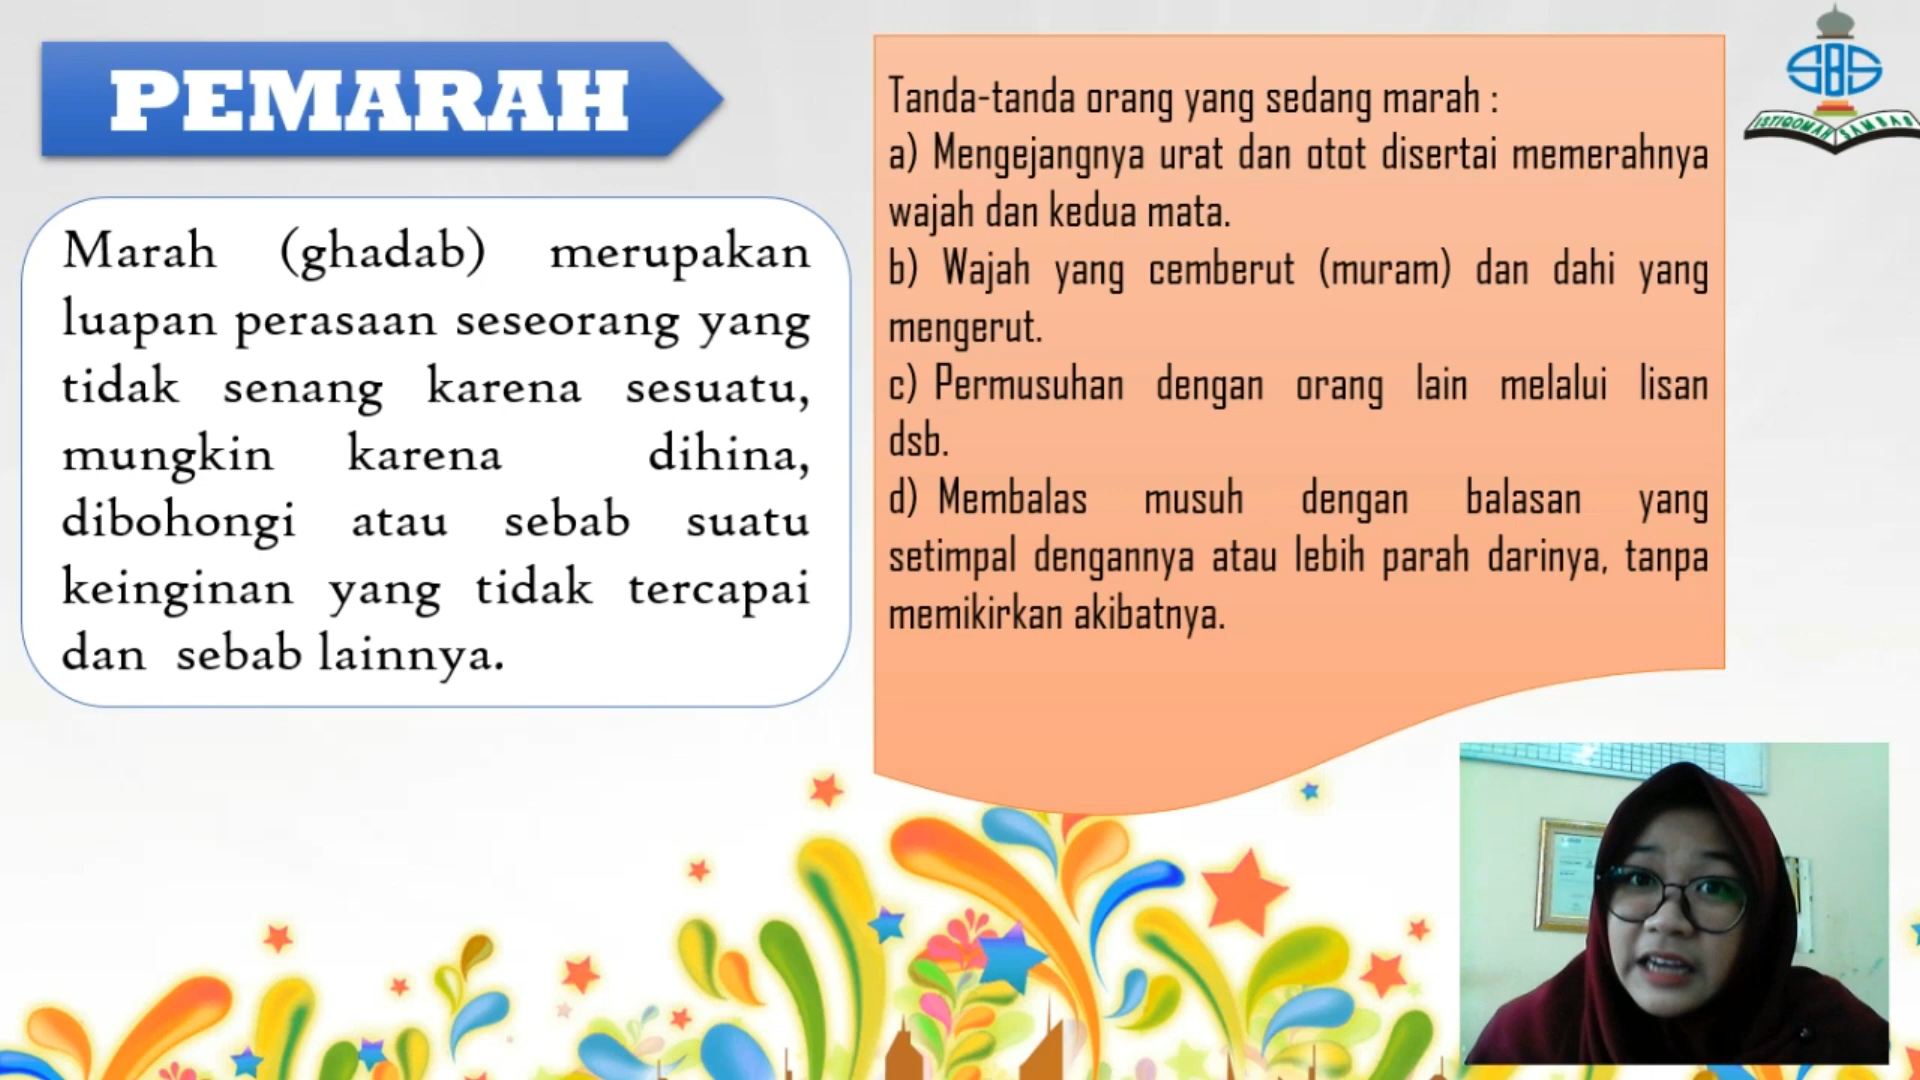 PEMARAH
Marah (ghadab) merupakan
luapan perasaan seseorang yang
tidak senang karena sesuatu,
mungkin karena dihina,
dibohongi atau sebab suatu
keinginan yang tidak tercapai
dan sebab lainnya.
Tanda-tanda orang yang sedang marah :
a) Mengejangnya urat dan otot disertai memerahnya
wajah dan kedua mata.
b) Wajah yang cemberut (muram) dan dahi yang
mengerut.
c) Permusuhan dengan orang lain melalui lisan
dsb.
d) Membalas musuh dengan balasan yang
setimpal dengannya atau lebih parah darinya, tanpa
memikirkan akibatnya.
SBS
ISTIQOMAH SAMBAS